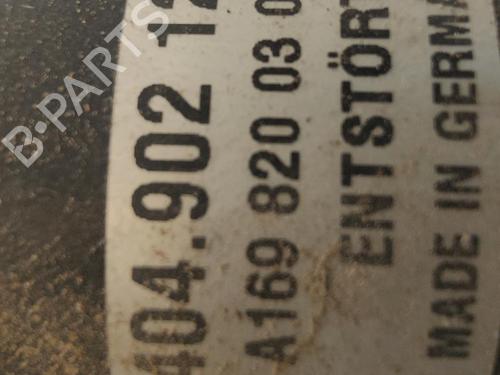 404.902 12
A169 820 03 0
ENTSTÖRT
MADE IN GERMA
B-PARTS